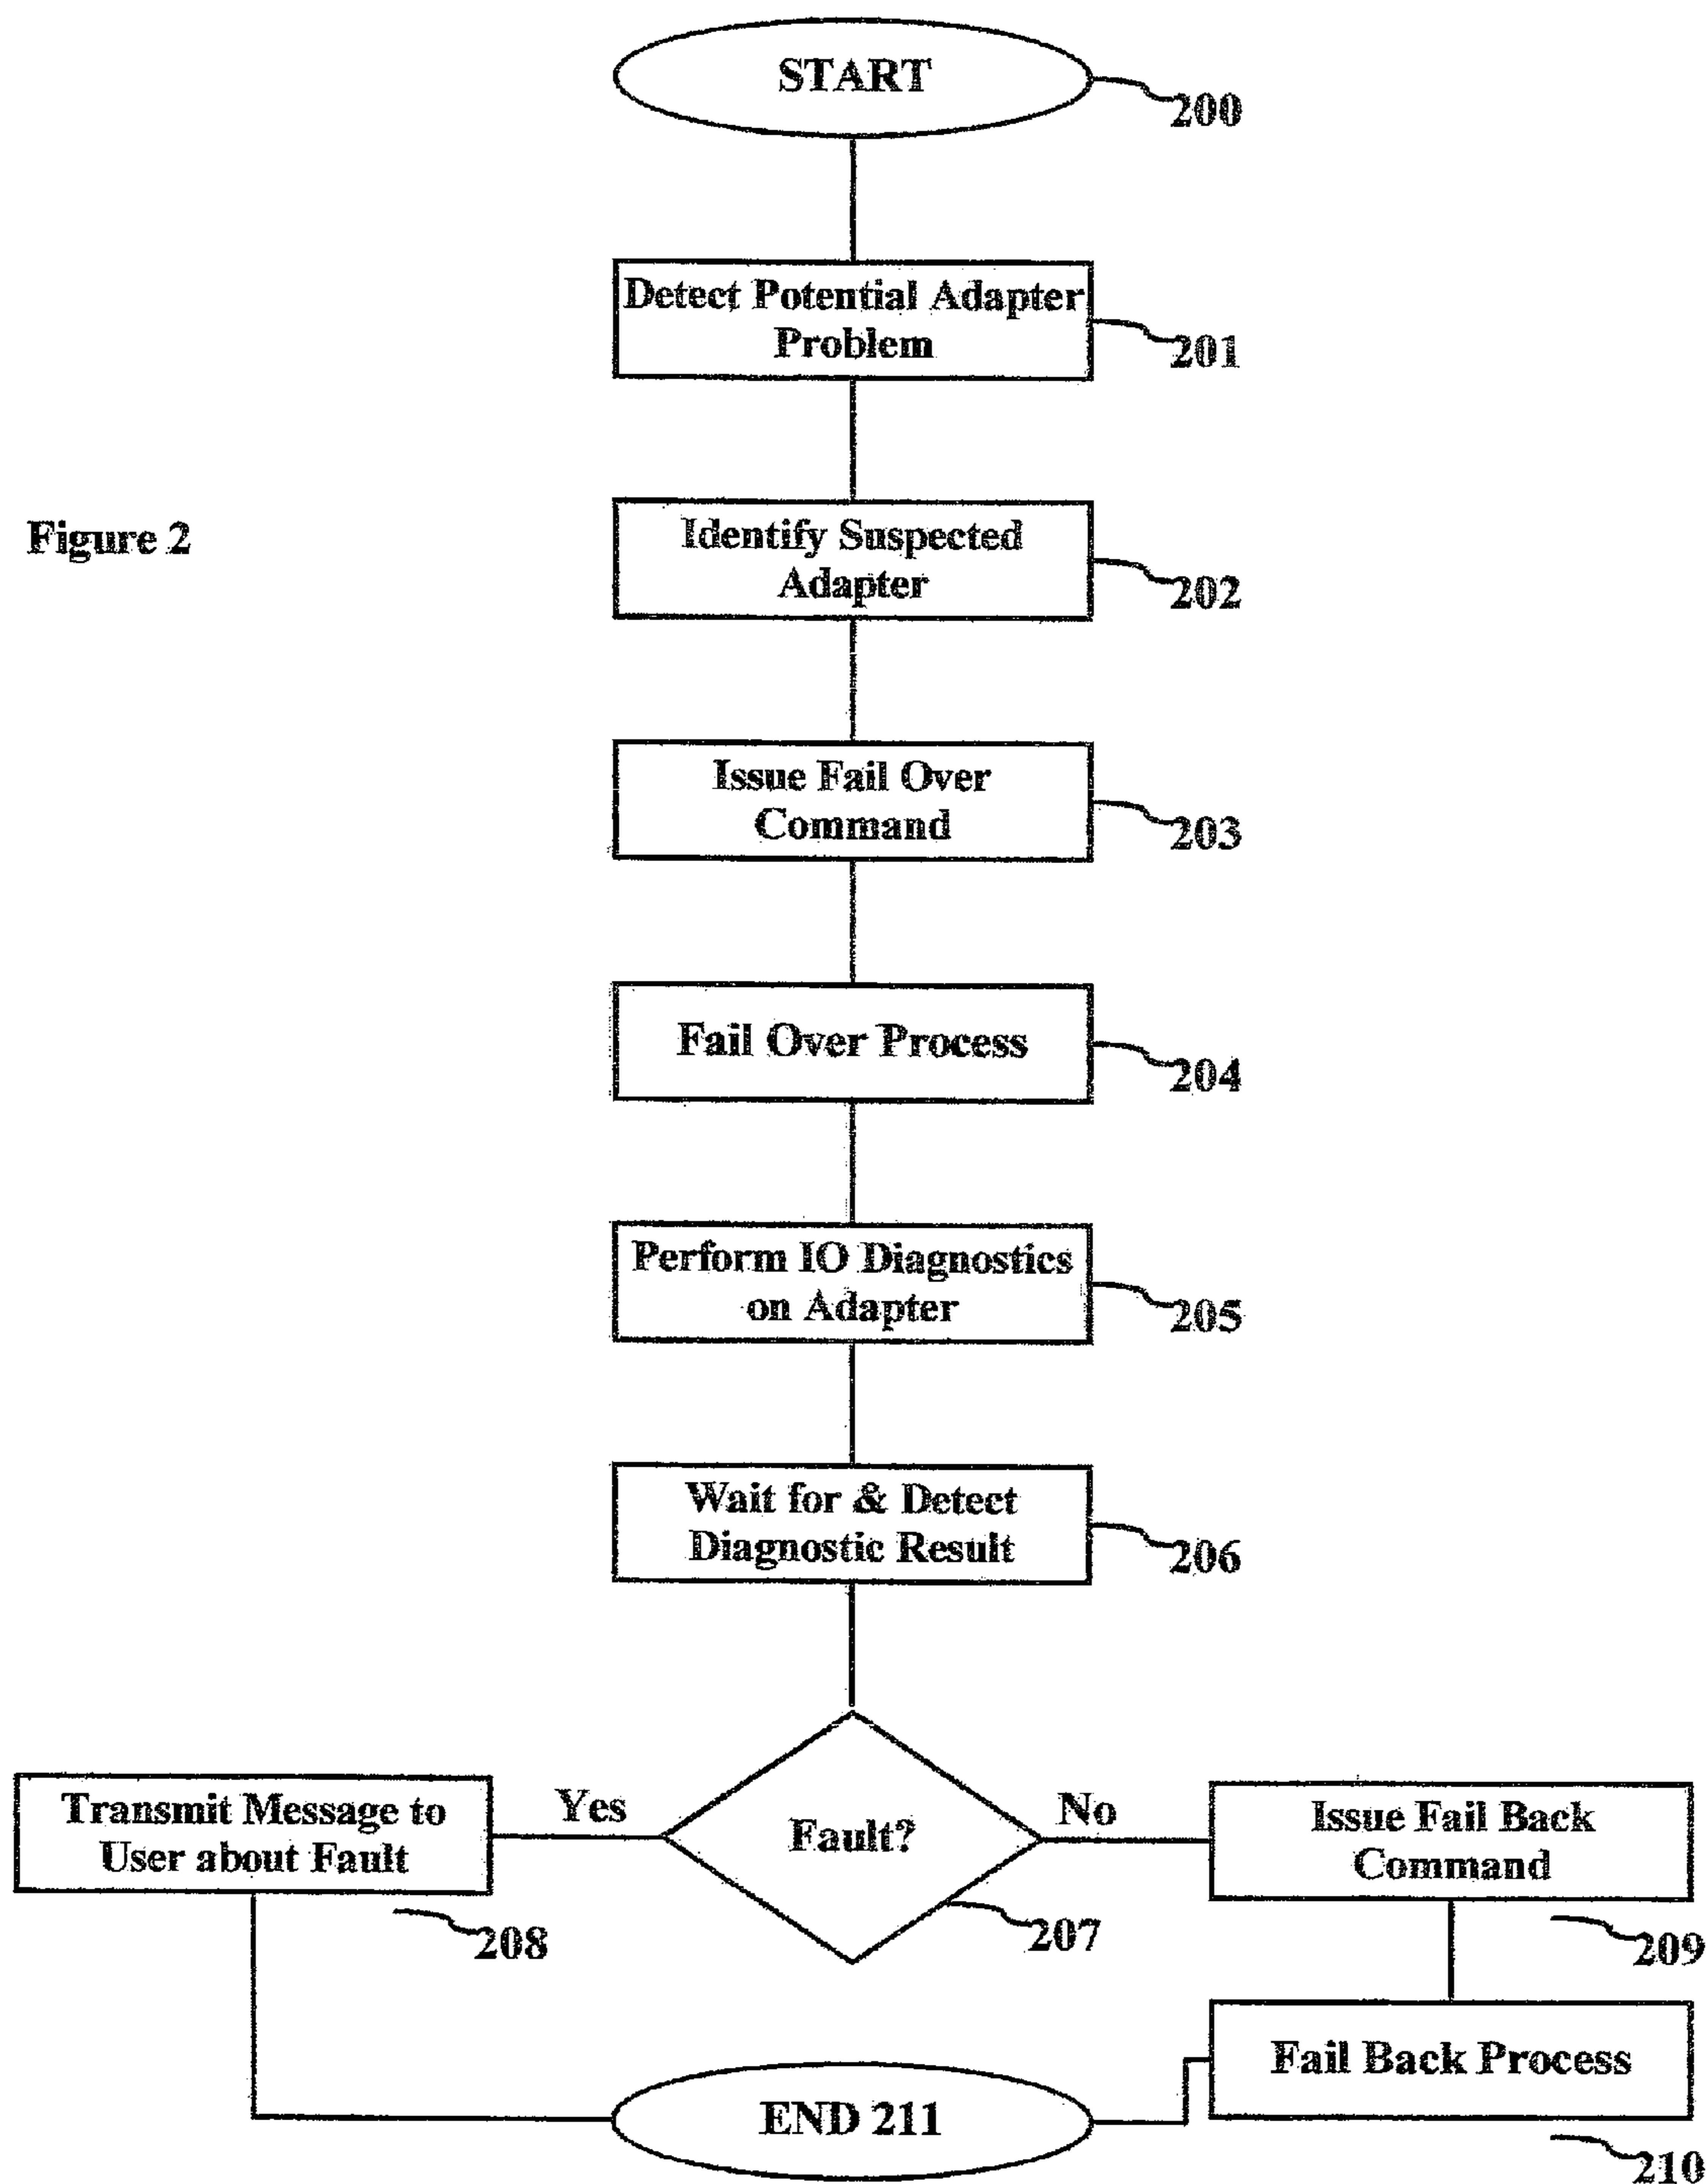 START
200
Detect Potential Adapter
Problem
201
Figure 2
Identify Suspected
Adapter
202
Issue Fail Over
Command
203
Fail Over Process
204
Perform IO Diagnostics
on Adapter
205
Wait for & Detect
Diagnostic Result
206
Transmit Message to
User about Fault
208
Yes
Fault?
207
No
Issue Fail Back
Command
209
Fail Back Process
210
END 211